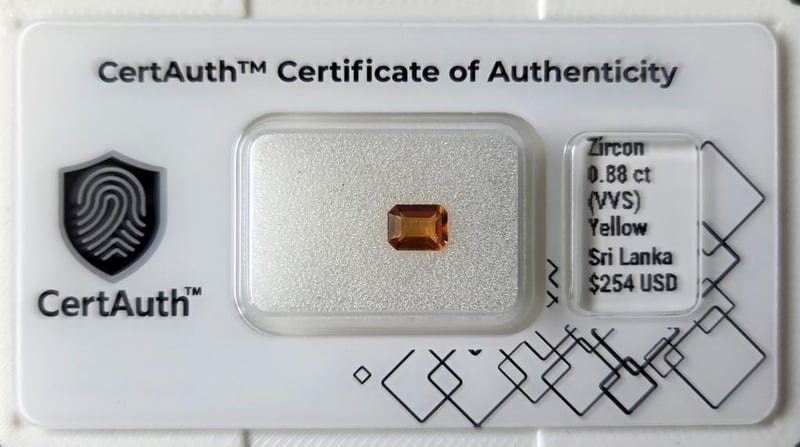 CertAuth™ Certificate of Authenticity
CertAuth™
Zircon
0.88 ct
(VVS)
Yellow
Sri Lanka
$254 USD